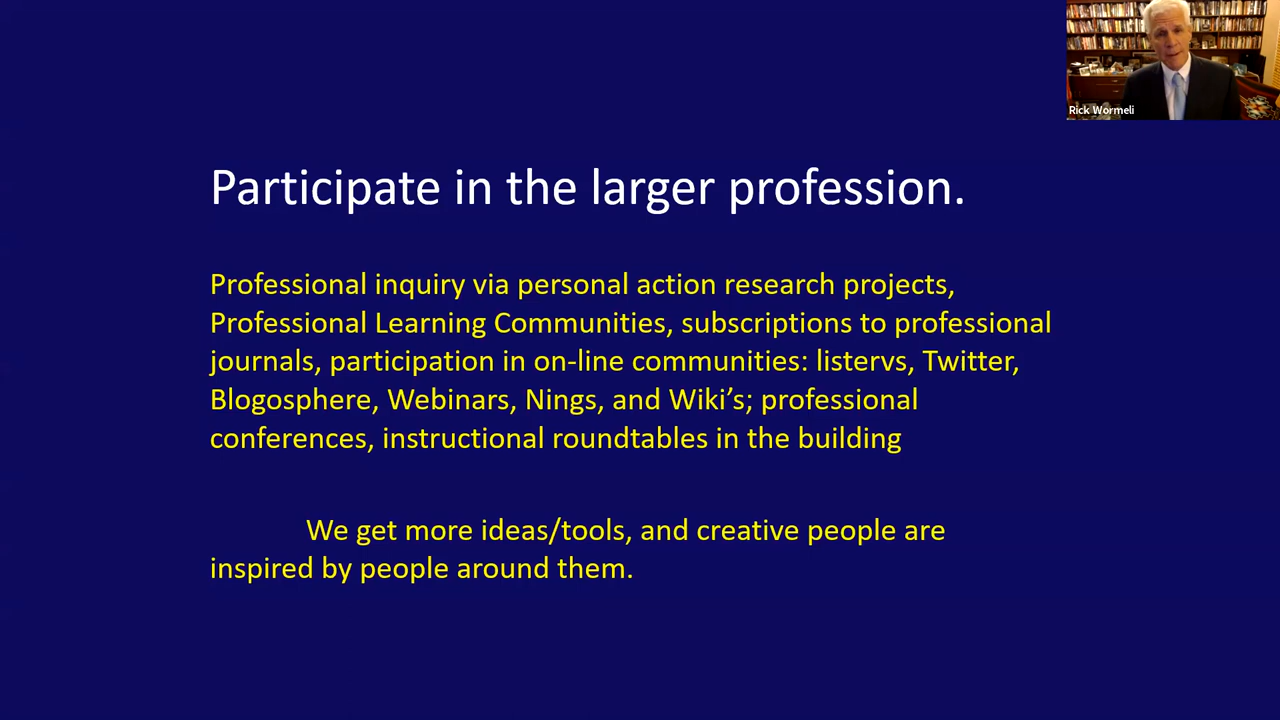 Rick Wormeli
Participate in the larger profession.
Professional inquiry via personal action research projects,
Professional Learning Communities, subscriptions to professional
journals, participation in on-line communities: listervs, Twitter,
Blogosphere, Webinars, Nings, and Wiki’s; professional
conferences, instructional roundtables in the building
We get more ideas/tools, and creative people are
inspired by people around them.